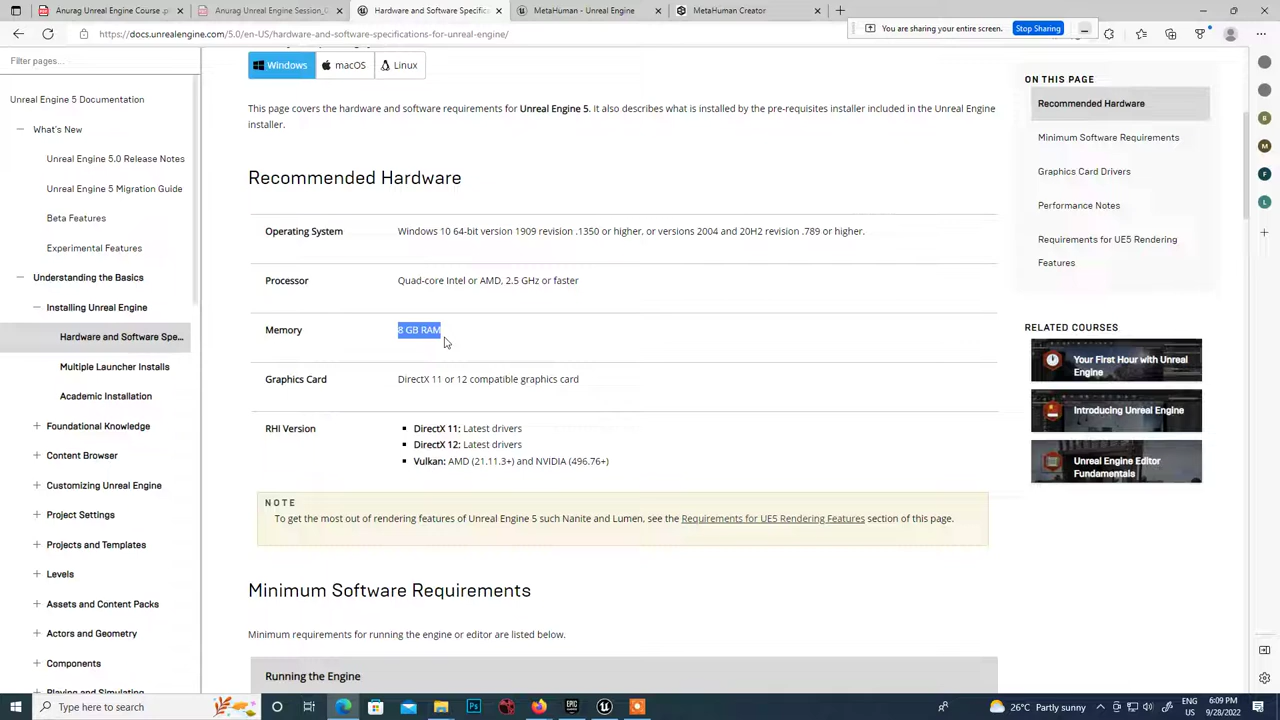 Anurag Unreal Engine Course .p
Anurag Unreal Engine Session_0
Hardware and Software Specific
MetaHuman - Unreal Engine
MetaHuman Creator
https://docs.unrealengine.com/5.0/en-US/hardware-and-software-specifications-for-unreal-engine/
You are sharing your entire screen.
Stop Sharing
Filter pages...
Unreal Engine 5 Documentation
What's New
Unreal Engine 5.0 Release Notes
Unreal Engine 5 Migration Guide
Beta Features
Experimental Features
Understanding the Basics
Installing Unreal Engine
Hardware and Software Spe...
Multiple Launcher Installs
Academic Installation
Foundational Knowledge
Content Browser
Customizing Unreal Engine
Project Settings
Projects and Templates
Levels
Assets and Content Packs
Actors and Geometry
Components
Playing and Simulating
Windows
macOS
Linux
This page covers the hardware and software requirements for Unreal Engine 5. It also describes what is installed by the pre-requisites installer included in the Unreal Engine
installer.
Recommended Hardware
Operating System Windows 10 64-bit version 1909 revision .1350 or higher, or versions 2004 and 20H2 revision .789 or higher.
Processor Quad-core Intel or AMD, 2.5 GHz or faster
Memory 8 GB RAM
Graphics Card DirectX 11 or 12 compatible graphics card
RHI Version ▪ DirectX 11: Latest drivers
▪ DirectX 12: Latest drivers
▪ Vulkan: AMD (21.11.3+) and NVIDIA (496.76+)
NOTE
To get the most out of rendering features of Unreal Engine 5 such Nanite and Lumen, see the Requirements for UE5 Rendering Features section of this page.
Minimum Software Requirements
Minimum requirements for running the engine or editor are listed below.
Running the Engine
ON THIS PAGE
Recommended Hardware
Minimum Software Requirements
Graphics Card Drivers
Performance Notes
Requirements for UE5 Rendering
Features
RELATED COURSES
Your First Hour with Unreal
Engine
Introducing Unreal Engine
Unreal Engine Editor
Fundamentals
B
M
F
L
Type here to search
Ps
EPIC
26°C Partly sunny
ENG
US
6:09 PM
9/28/2022